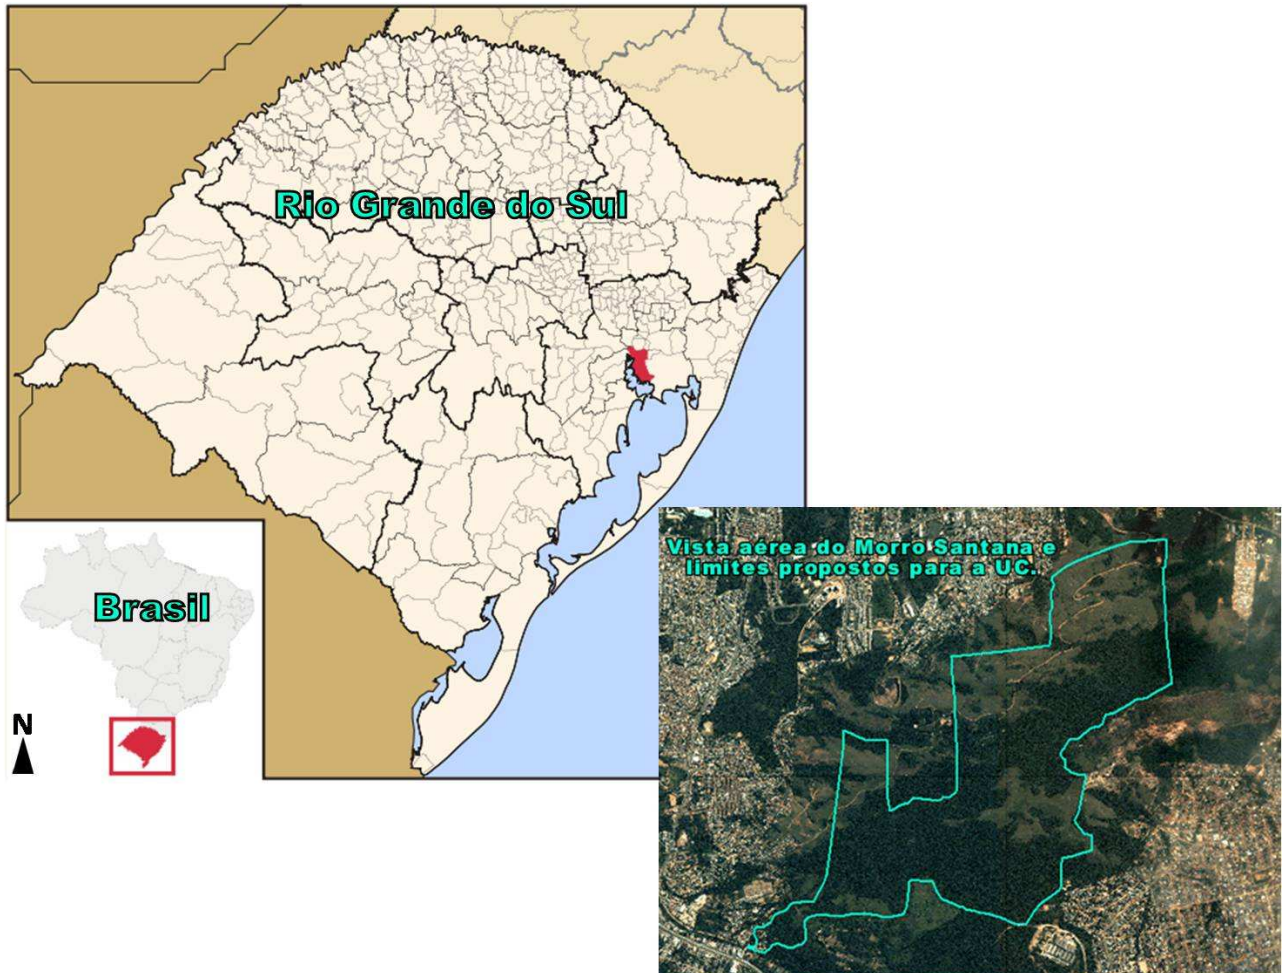 Rio Grande do Sul
Brasil
N
Vista aérea do Morro Santana e
limites propostos para a UC.